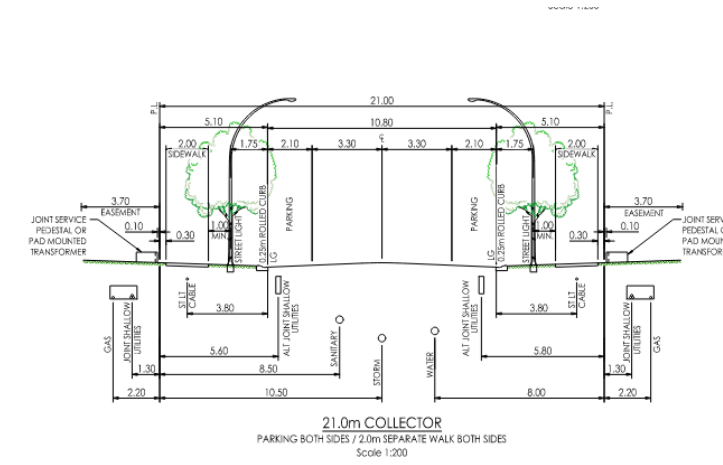 P.L.
21.00
P.L.
5.10
10.80
5.10
2.00
SIDEWALK
1.75
2.10
3.30
℄
3.30
2.10
1.75
2.00
SIDEWALK
3.70
EASEMENT
3.70
EASEMENT
JOINT SERVICE
PEDESTAL OR
PAD MOUNTED
TRANSFORMER
0.10
0.30
1.00
MIN.
STREET LIGHT
0.25m ROLLED CURB
LG
PARKING
PARKING
LG
0.25m ROLLED CURB
STREET LIGHT
1.00
MIN.
0.30
0.10
JOINT SERV
PEDESTAL
PAD MOUN
TRANSFOR
ST LT
CABLE
ST LT
CABLE
3.80
3.80
GAS
JOINT SHALLOW
UTILITIES
ALT JOINT SHALLOW
UTILITIES
SANITARY
STORM
WATER
ALT JOINT SHALLOW
UTILITIES
JOINT SHALLOW
UTILITIES
GAS
5.60
5.80
1.30
8.50
1.30
2.20
10.50
8.00
2.20
21.0m COLLECTOR
PARKING BOTH SIDES / 2.0m SEPARATE WALK BOTH SIDES
Scale 1:200